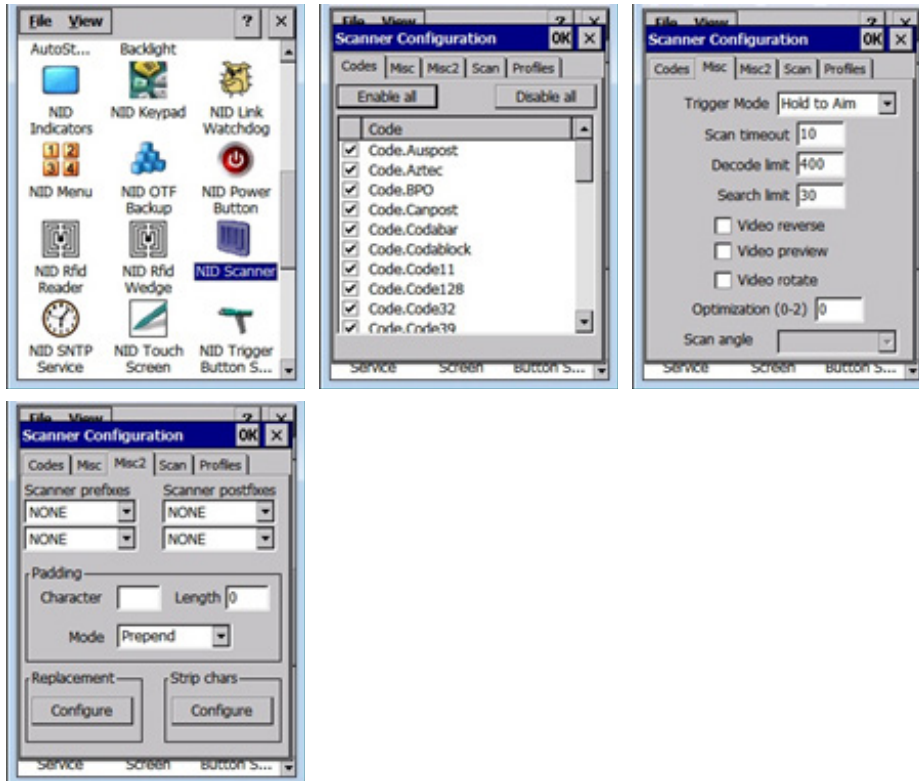 File View ? ×
AutoSt... Backlight
NID Indicators
NID Keypad
NID Link Watchdog
NID Menu
NID OTF Backup
NID Power Button
NID Rfid Reader
NID Rfid Wedge
NID Scanner
NID SNTP Service
NID Touch Screen
NID Trigger Button S...
File View ? ×
Scanner Configuration OK ×
Codes Misc Misc2 Scan Profiles
Enable all Disable all
Code
Code.Auspost
Code.Aztec
Code.BPO
Code.Canpost
Code.Codabar
Code.Codablock
Code.Code11
Code.Code128
Code.Code32
Code.Code39
Service Screen Button S...
File View ? ×
Scanner Configuration OK ×
Codes Misc Misc2 Scan Profiles
Trigger Mode Hold to Aim
Scan timeout 10
Decode limit 400
Search limit 30
Video reverse
Video preview
Video rotate
Optimization (0-2) 0
Scan angle
Service Screen Button S...
File View ? ×
Scanner Configuration OK ×
Codes Misc Misc2 Scan Profiles
Scanner prefixes Scanner postfixes
NONE NONE
NONE NONE
Padding
Character Length 0
Mode Prepend
Replacement Strip chars
Configure Configure
Service Screen Button S...